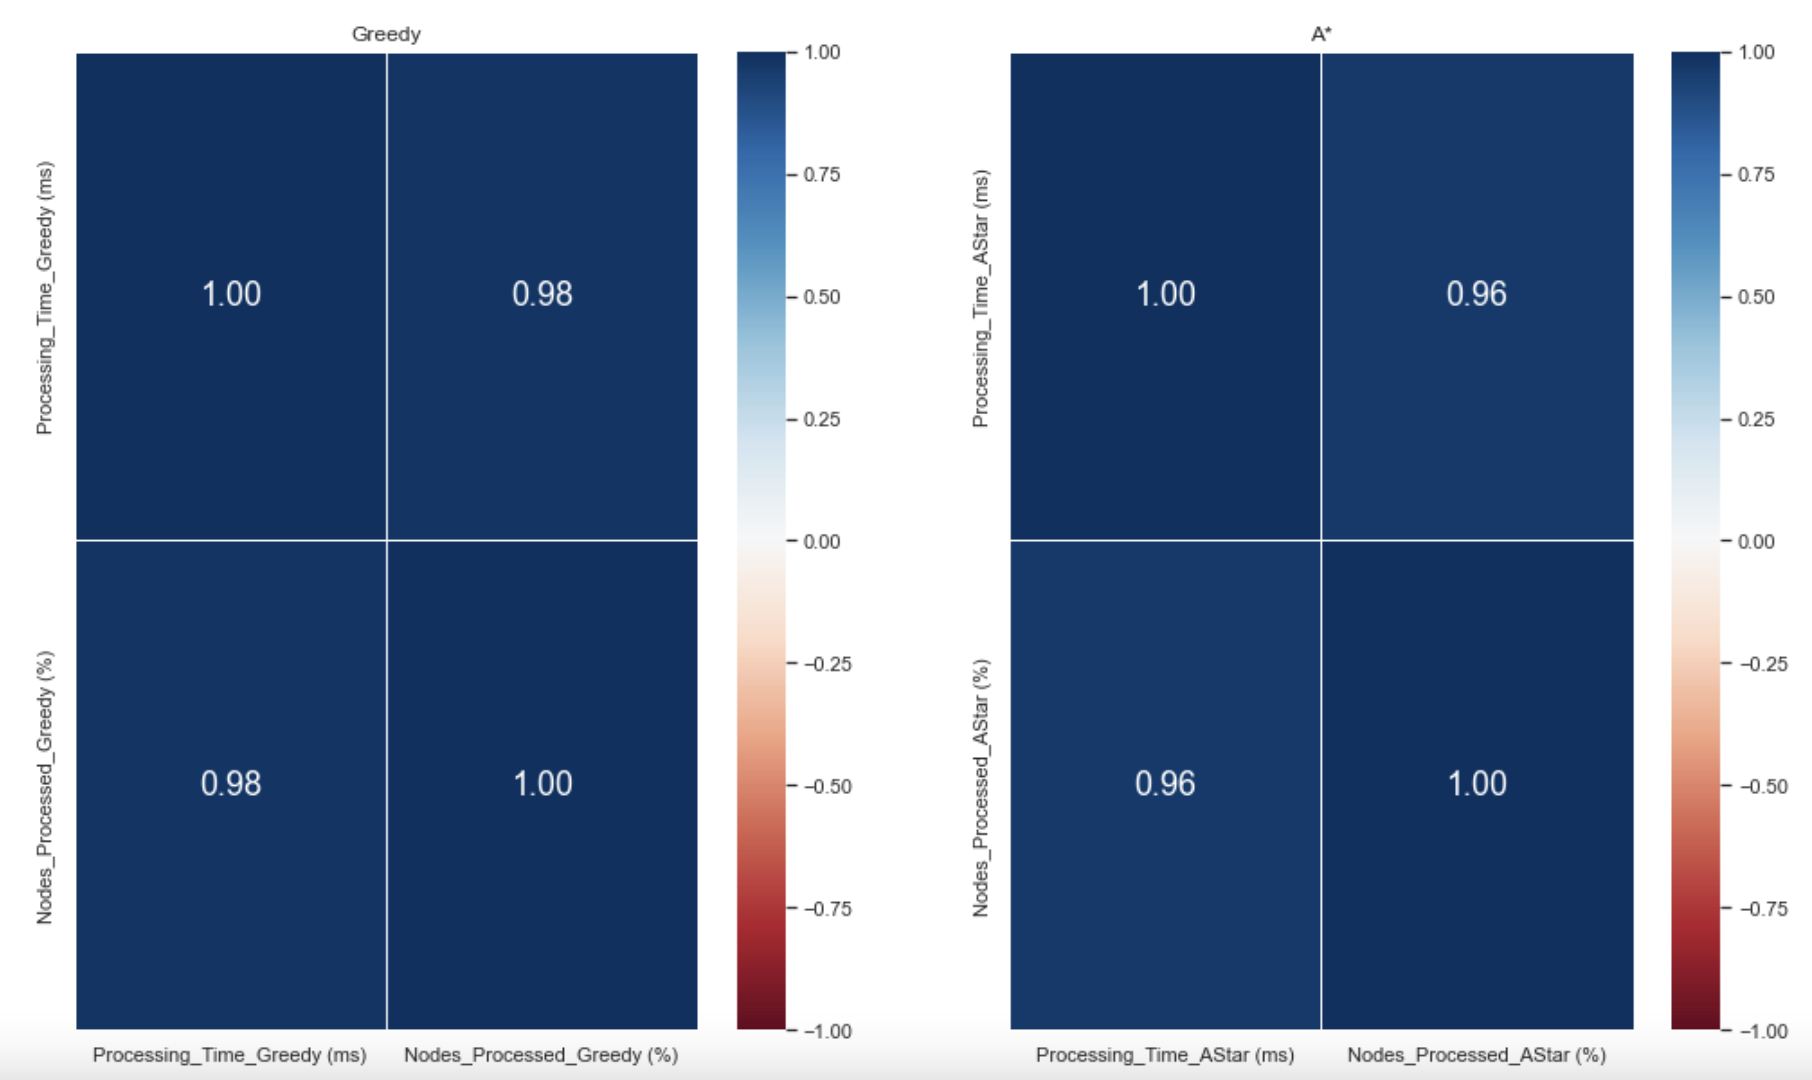 Greedy
Processing_Time_Greedy (ms)
Nodes_Processed_Greedy (%)
1.00
0.98
0.98
1.00
Processing_Time_Greedy (ms)
Nodes_Processed_Greedy (%)
1.00
0.75
0.50
0.25
0.00
−0.25
−0.50
−0.75
−1.00
A*
Processing_Time_AStar (ms)
Nodes_Processed_AStar (%)
1.00
0.96
0.96
1.00
Processing_Time_AStar (ms)
Nodes_Processed_AStar (%)
1.00
0.75
0.50
0.25
0.00
−0.25
−0.50
−0.75
−1.00